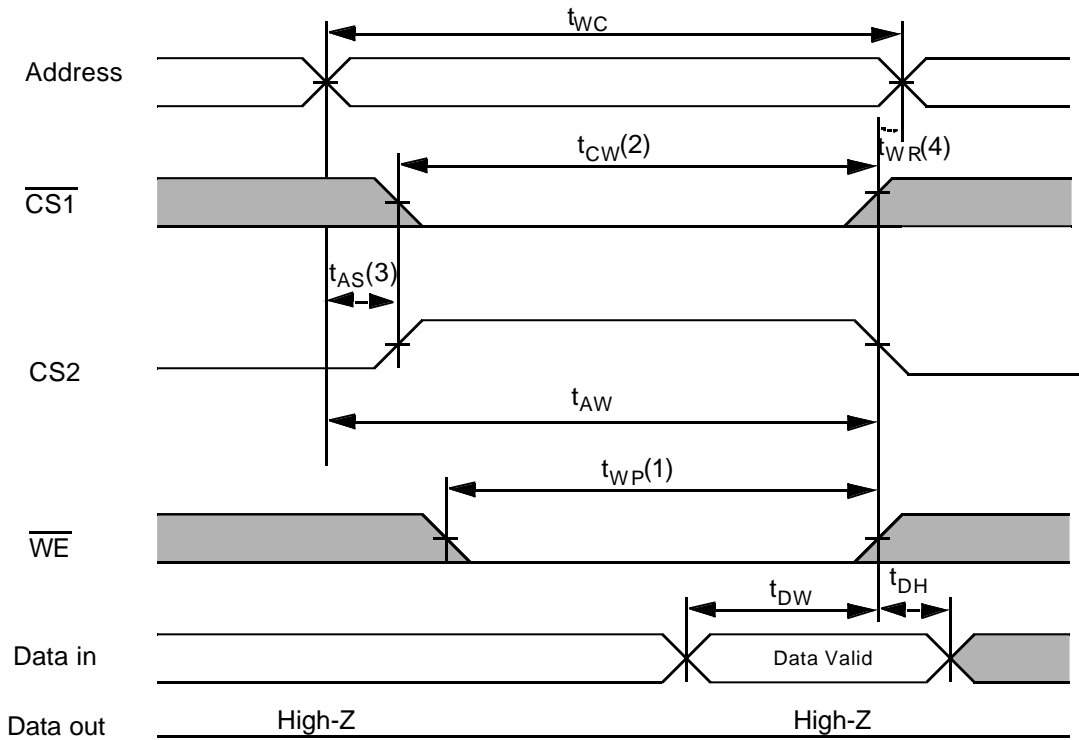 tWC
Address
tCW(2)
tWR(4)
CS1
tAS(3)
CS2
tAW
tWP(1)
WE
tDW
tDH
Data in
Data Valid
Data out
High-Z
High-Z